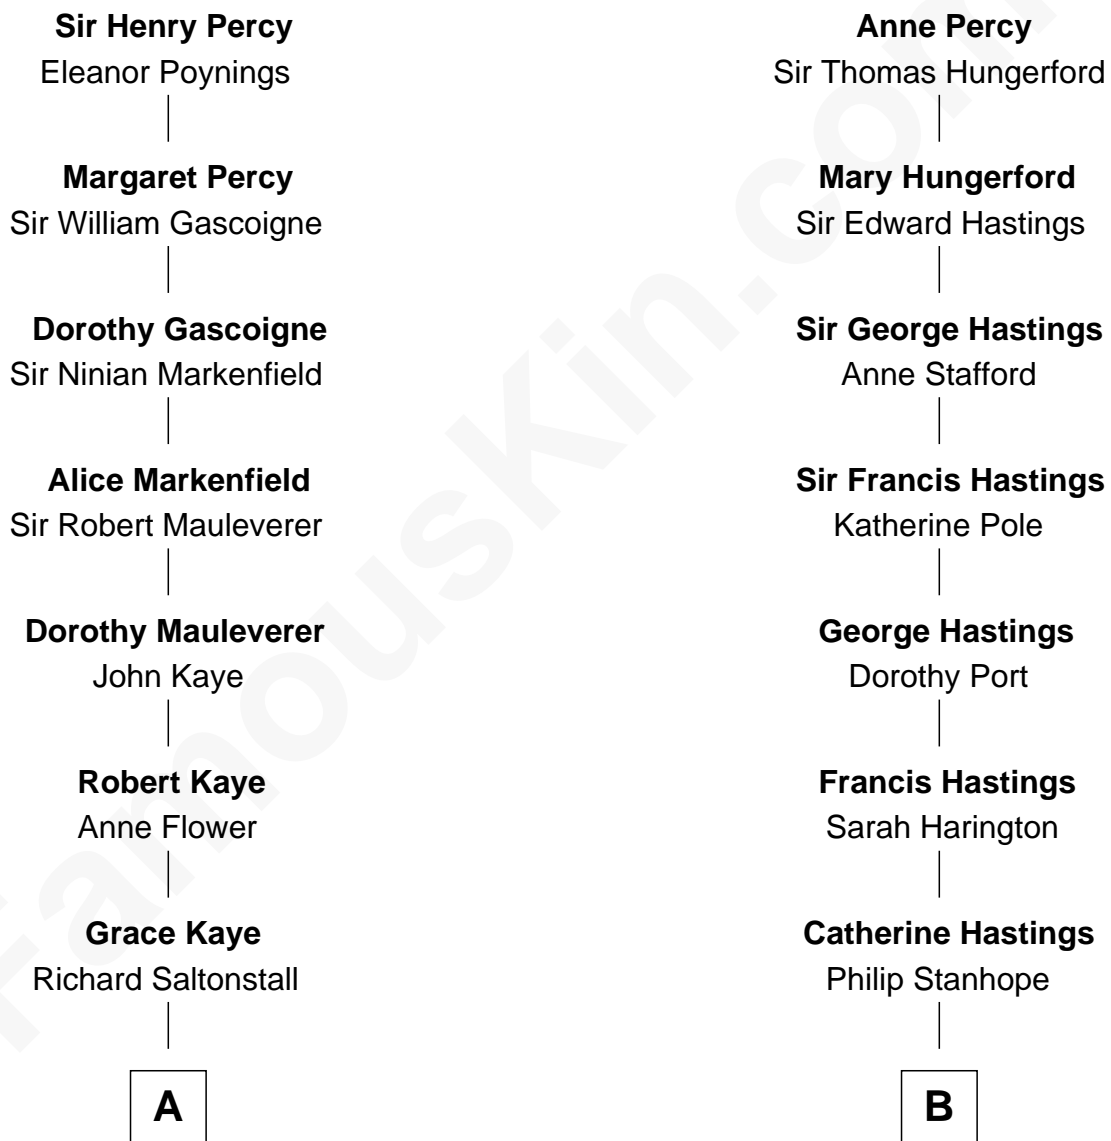 Sir Henry Percy
Eleanor Poynings
Margaret Percy
Sir William Gascoigne
Dorothy Gascoigne
Sir Ninian Markenfield
Alice Markenfield
Sir Robert Mauleverer
Dorothy Mauleverer
John Kaye
Robert Kaye
Anne Flower
Grace Kaye
Richard Saltonstall
A
Anne Percy
Sir Thomas Hungerford
Mary Hungerford
Sir Edward Hastings
Sir George Hastings
Anne Stafford
Sir Francis Hastings
Katherine Pole
George Hastings
Dorothy Port
Francis Hastings
Sarah Harington
Catherine Hastings
Philip Stanhope
B
FamousKin.com